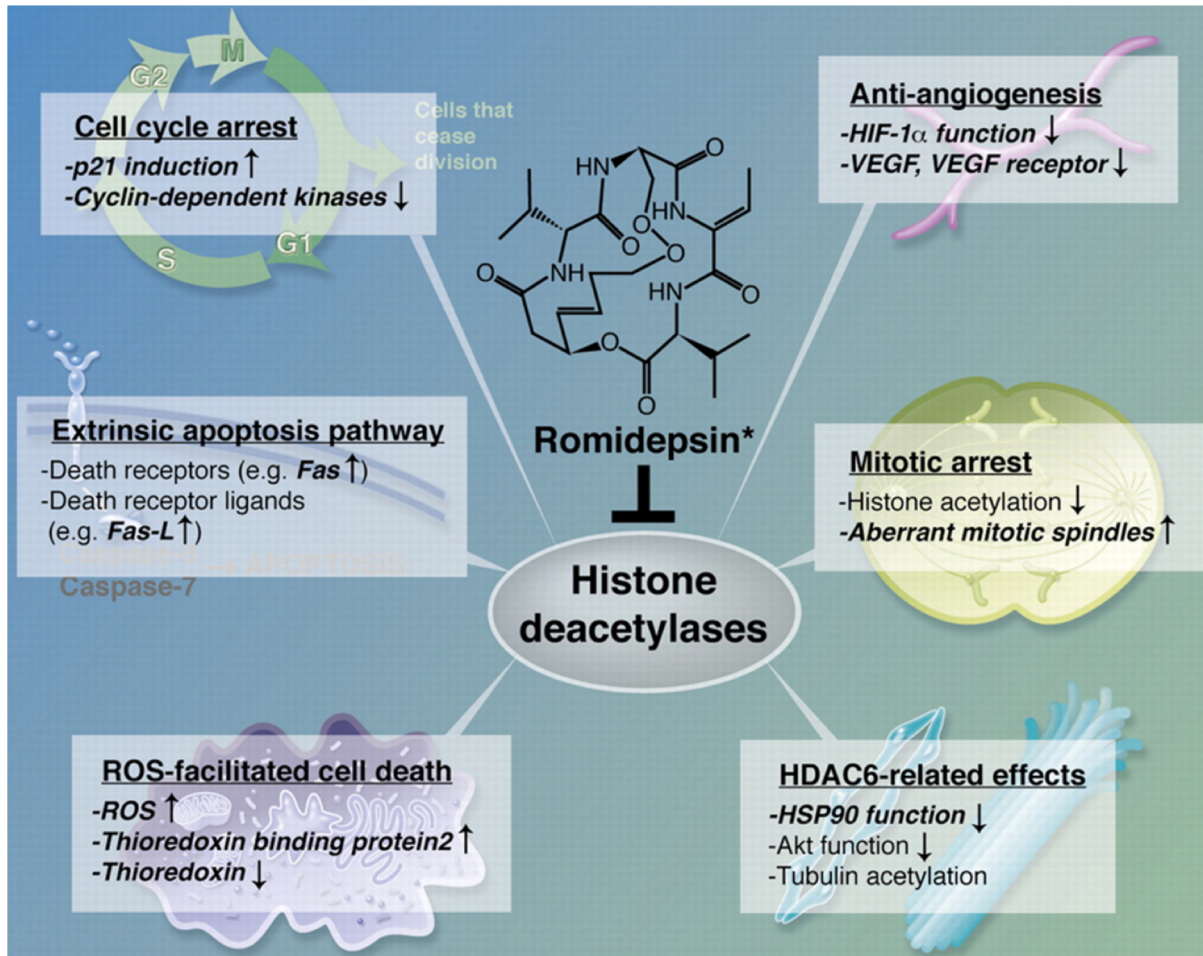 M
G2
S
G1
Cells that
cease
division
Cell cycle arrest
-p21 induction ↑
-Cyclin-dependent kinases ↓
Anti-angiogenesis
-HIF-1α function ↓
-VEGF, VEGF receptor ↓
O
HN
O
NH
O
O
O
O
NH
HN
O
O
O
Romidepsin*
Extrinsic apoptosis pathway
-Death receptors (e.g. Fas ↑)
-Death receptor ligands
(e.g. Fas-L ↑)
APOPTOSIS
Caspase-7
Mitotic arrest
-Histone acetylation ↓
-Aberrant mitotic spindles ↑
Histone
deacetylases
ROS-facilitated cell death
-ROS ↑
-Thioredoxin binding protein2 ↑
-Thioredoxin ↓
HDAC6-related effects
-HSP90 function ↓
-Akt function ↓
-Tubulin acetylation